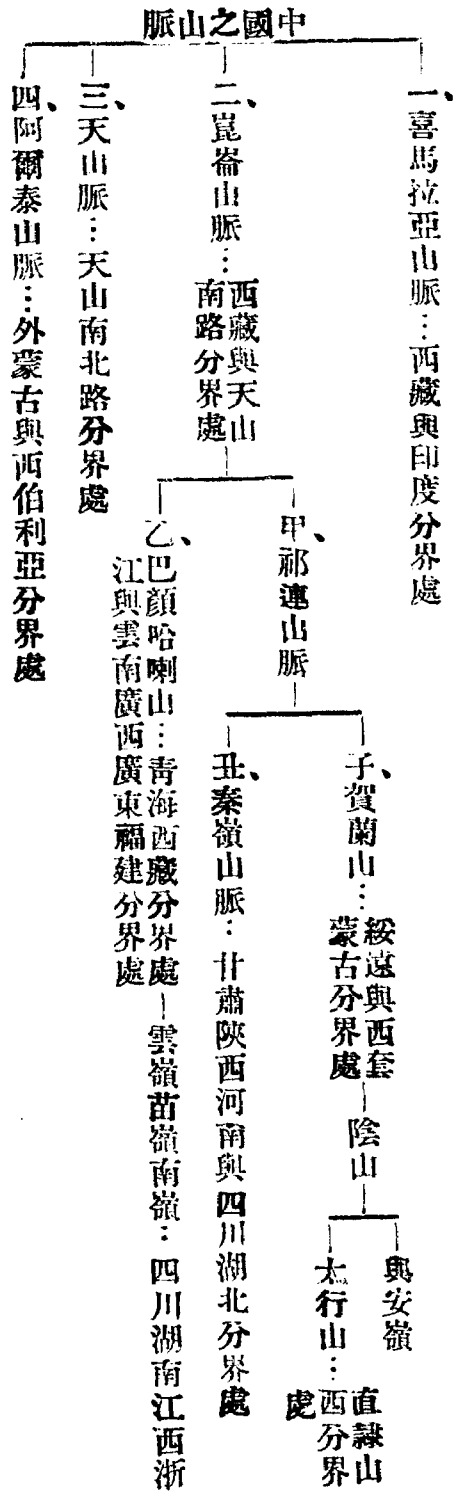 中國之山脈
一、喜馬拉亞山脈…西藏與印度分界處
二、崑崙山脈…西藏與天山
南路分界處
甲、祁連山脈
子、賀蘭山…綏遠與西套
蒙古分界處
陰山
興安嶺
太行山…直隸山
西分界
處
丑、秦嶺山脈…甘肅陝西河南與四川湖北分界處
乙、巴顏哈喇山…青海西藏分界處—雲嶺苗嶺南嶺…四川湖南江西浙
江與雲南廣西廣東福建分界處
三、天山脈…天山南北路分界處
四、阿爾泰山脈…外蒙古與西伯利亞分界處